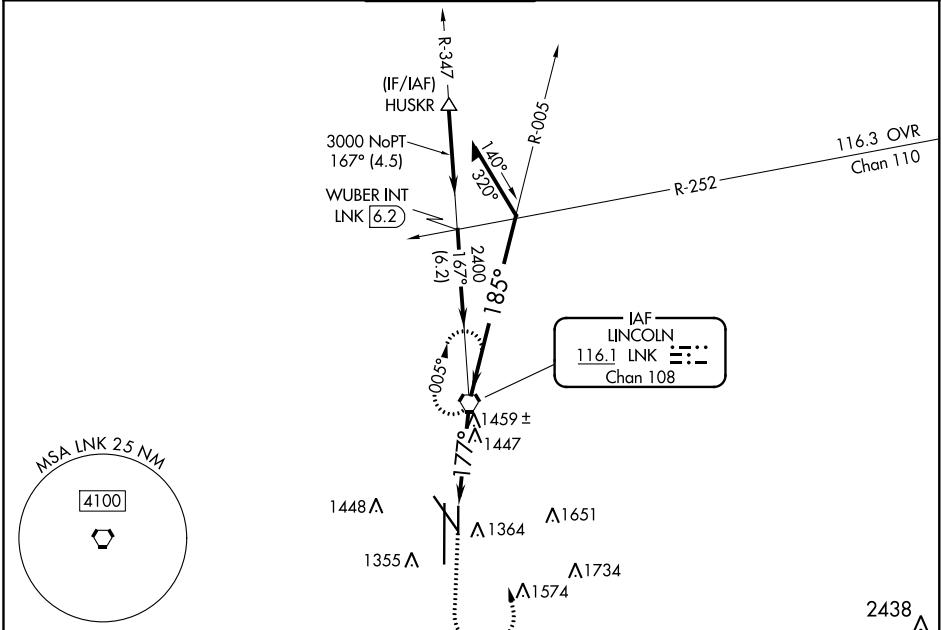 R-347
(IF/IAF)
HUSKR
3000 NoPT
167° (4.5)
WUBER INT
LNK 6.2
140°
320°
R-005
116.3 OVR
Chan 110
R-252
2400
167°
(6.2)
185°
005°
IAF
LINCOLN
116.1 LNK
Chan 108
1459 ±
1447
177°
MSA LNK 25 NM
4100
1448
1364
1651
1355
1734
1574
2438